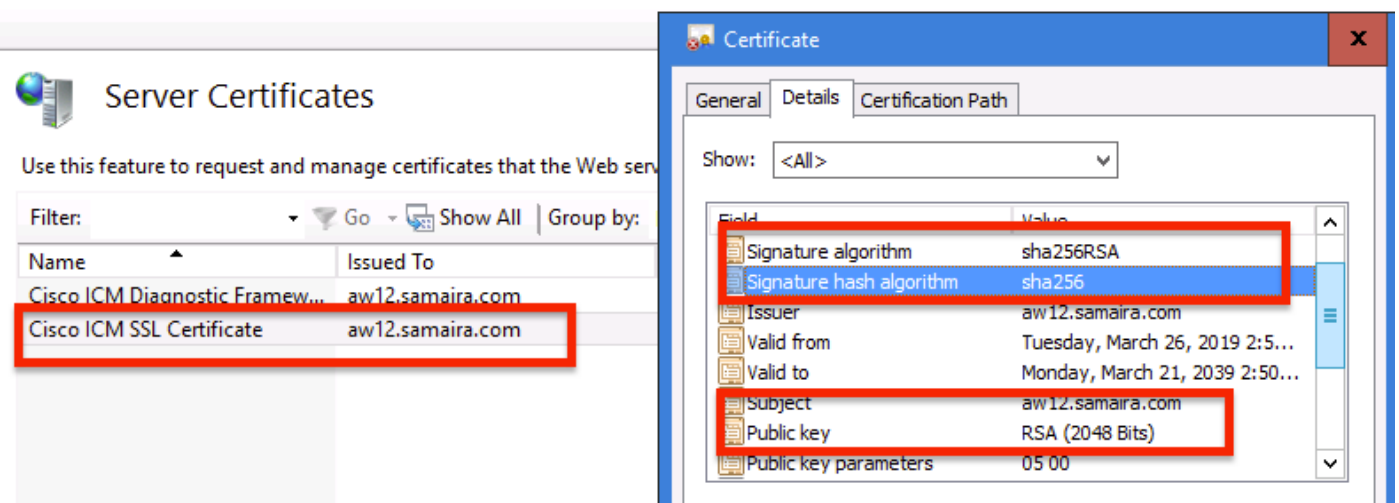 Server Certificates
Use this feature to request and manage certificates that the Web serv
Filter: Go Show All Group by:
Name Issued To
Cisco ICM Diagnostic Framew... aw12.samaira.com
Cisco ICM SSL Certificate aw12.samaira.com
Certificate
x
General Details Certification Path
Show: <All>
Field Value
Signature algorithm sha256RSA
Signature hash algorithm sha256
Issuer aw12.samaira.com
Valid from Tuesday, March 26, 2019 2:5...
Valid to Monday, March 21, 2039 2:50...
Subject aw12.samaira.com
Public key RSA (2048 Bits)
Public key parameters 05 00